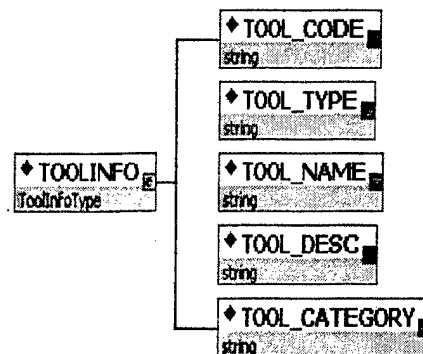 TOOL_CODE
string
TOOL_TYPE
string
TOOLINFO
ToolInfoType
TOOL_NAME
string
TOOL_DESC
string
TOOL_CATEGORY
string